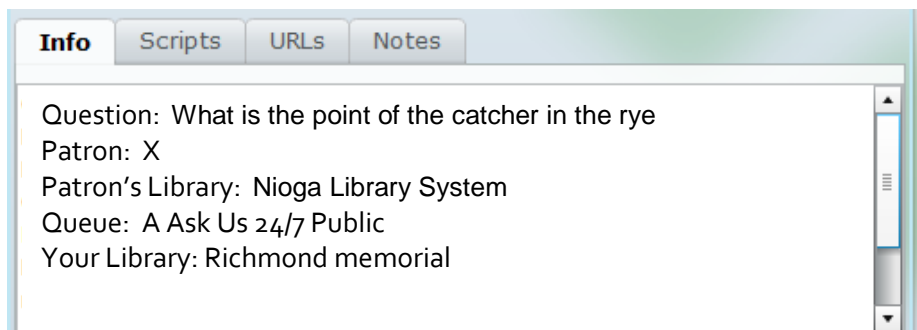 Info Scripts URLs Notes
Question: What is the point of the catcher in the rye
Patron: X
Patron's Library: Nioga Library System
Queue: A Ask Us 24/7 Public
Your Library: Richmond memorial